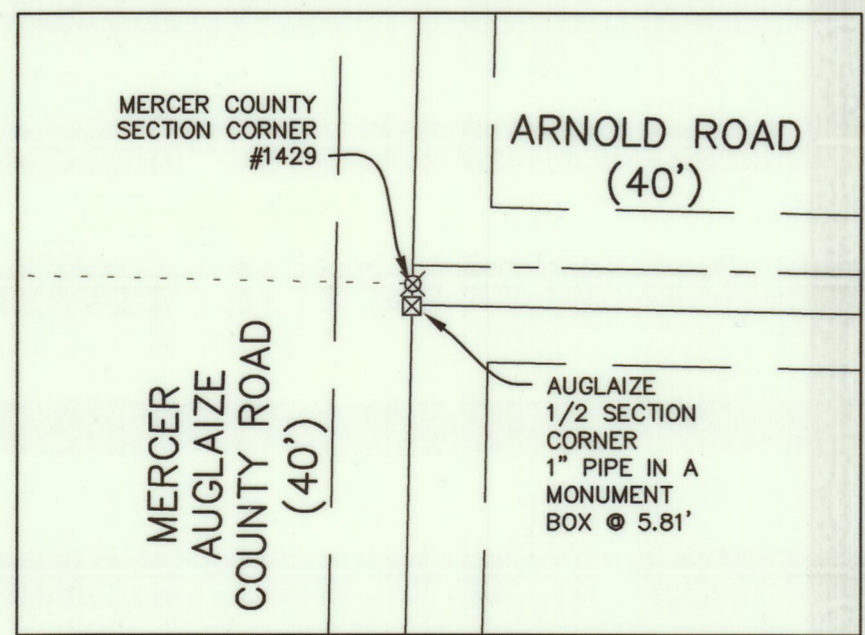 MERCER COUNTY
SECTION CORNER
#1429
ARNOLD ROAD
(40')
MERCER
AUGLAIZE
COUNTY ROAD
(40')
AUGLAIZE
1/2 SECTION
CORNER
1" PIPE IN A
MONUMENT
BOX @ 5.81'